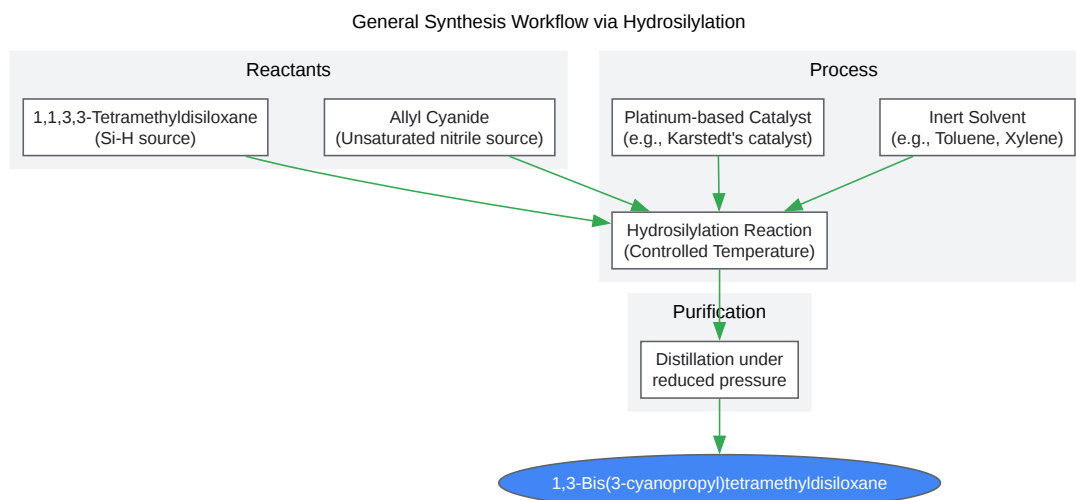 General Synthesis Workflow via Hydrosilylation
Reactants
Process
1,1,3,3-Tetramethyldisiloxane
(Si-H source)
Allyl Cyanide
(Unsaturated nitrile source)
Platinum-based Catalyst
(e.g., Karstedt's catalyst)
Inert Solvent
(e.g., Toluene, Xylene)
Hydrosilylation Reaction
(Controlled Temperature)
Purification
Distillation under
reduced pressure
1,3-Bis(3-cyanopropyl)tetramethyldisiloxane